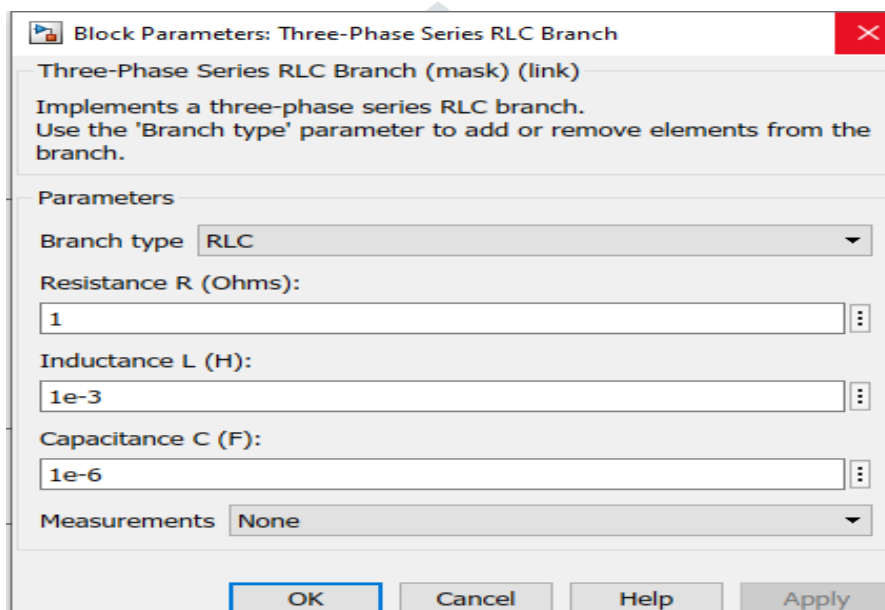 Block Parameters: Three-Phase Series RLC Branch
Three-Phase Series RLC Branch (mask) (link)
Implements a three-phase series RLC branch.
Use the 'Branch type' parameter to add or remove elements from the
branch.
Parameters
Branch type RLC
Resistance R (Ohms):
1
Inductance L (H):
1e-3
Capacitance C (F):
1e-6
Measurements None
OK Cancel Help Apply